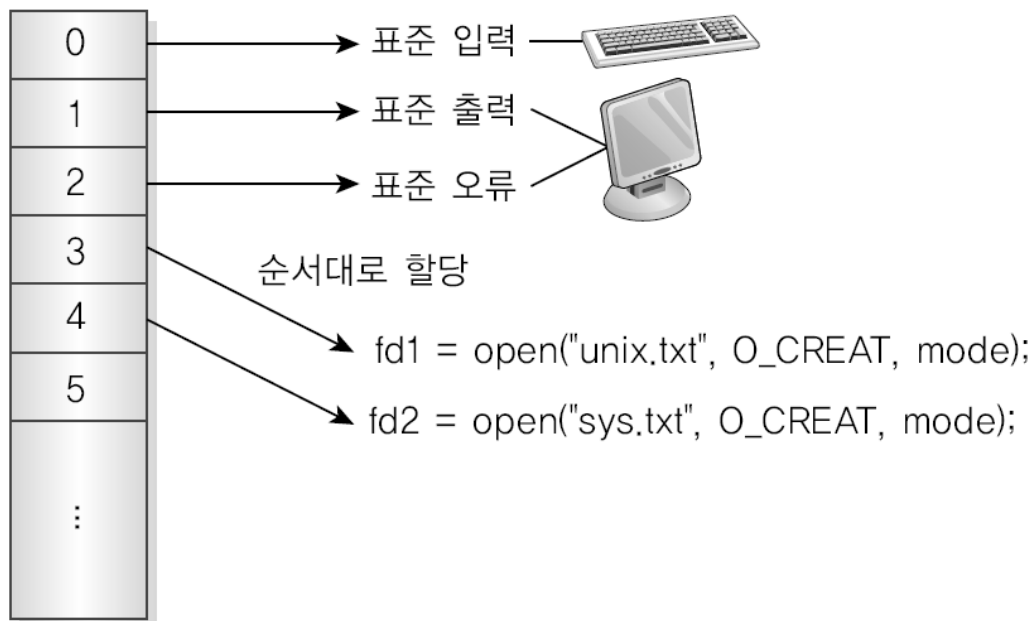 0 표준 입력
1 표준 출력
2 표준 오류
3 순서대로 할당
4 fd1 = open("unix.txt", O_CREAT, mode);
5 fd2 = open("sys.txt", O_CREAT, mode);
⋮